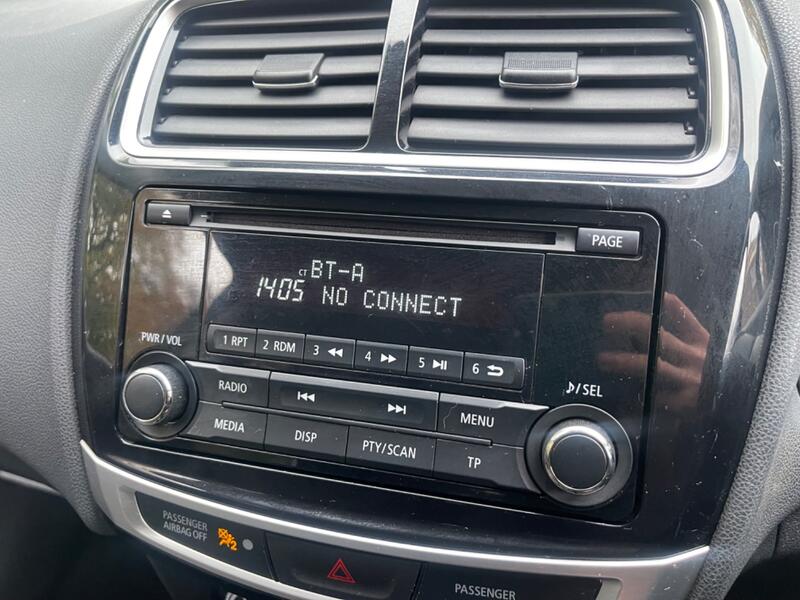 PAGE
CT BT-A
1405 NO CONNECT
PWR/VOL
1 RPT 2 RDM 3 4 5 6
RADIO
MEDIA DISP PTY/SCAN
MENU
TP
/SEL
PASSENGER
AIRBAG OFF
2
PASSENGER